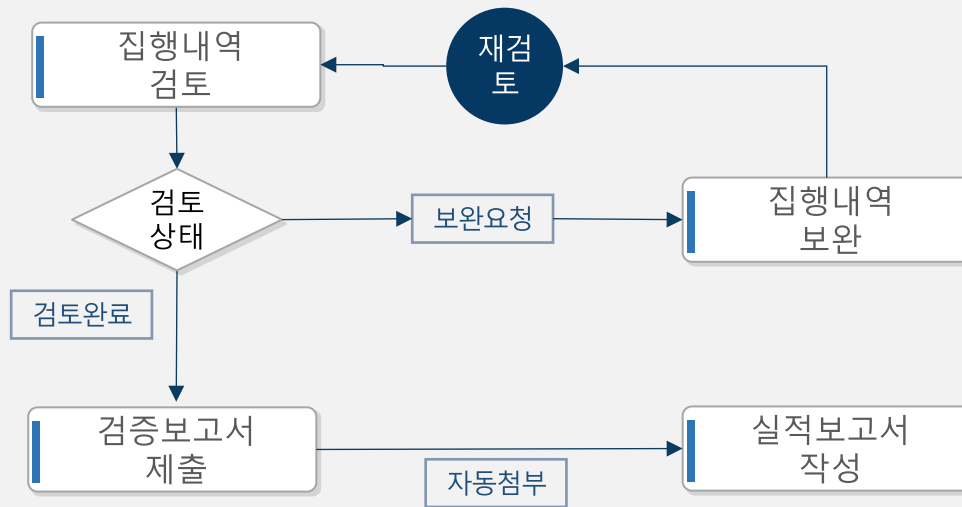 집행내역
검토
재검
토
검토
상태
보완요청
집행내역
보완
검토완료
검증보고서
제출
자동첨부
실적보고서
작성